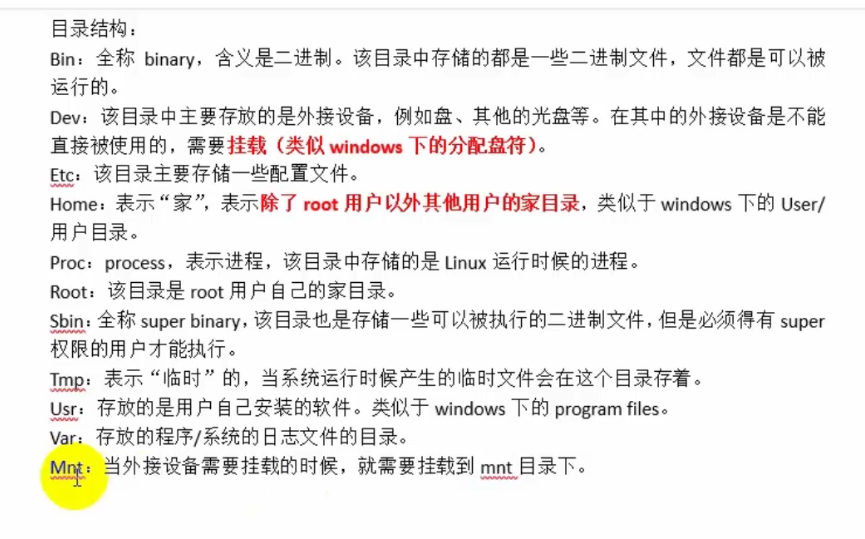 目录结构：
Bin：全称 binary，含义是二进制。该目录中存储的都是一些二进制文件，文件都是可以被
运行的。
Dev：该目录中主要存放的是外接设备，例如盘、其他的光盘等。在其中的外接设备是不能
直接被使用的，需要挂载（类似 windows 下的分配盘符）。
Etc：该目录主要存储一些配置文件。
Home：表示“家”，表示除了 root 用户以外其他用户的家目录，类似于 windows 下的 User/
用户目录。
Proc：process，表示进程，该目录中存储的是 Linux 运行时候的进程。
Root：该目录是 root 用户自己的家目录。
Sbin：全称 super binary，该目录也是存储一些可以被执行的二进制文件，但是必须得有 super
权限的用户才能执行。
Tmp：表示“临时”的，当系统运行时候产生的临时文件会在这个目录存着。
Usr：存放的是用户自己安装的软件。类似于 windows 下的 program files。
Var：存放的程序/系统的日志文件的目录。
Mnt：当外接设备需要挂载的时候，就需要挂载到 mnt 目录下。